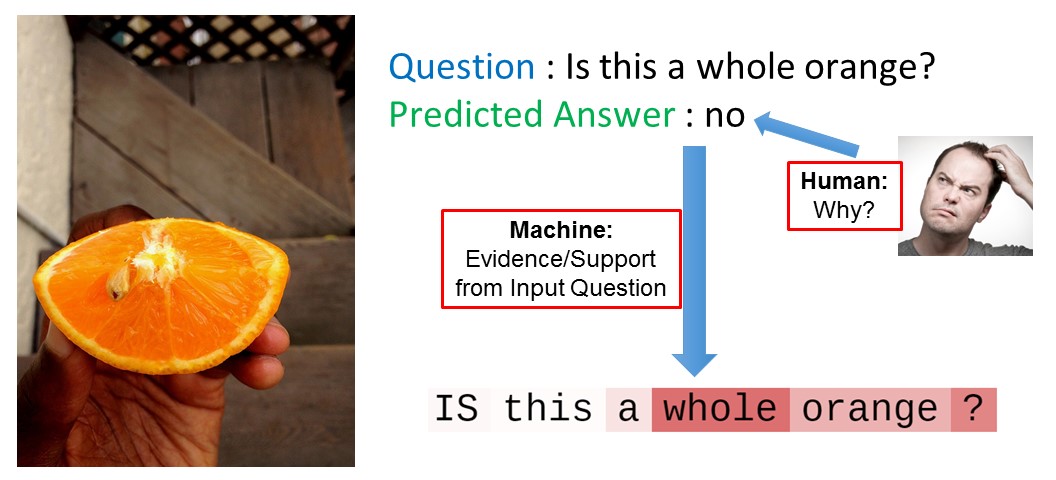 Question : Is this a whole orange?
Predicted Answer : no
Human:
Why?
Machine:
Evidence/Support
from Input Question
IS this a whole orange ?